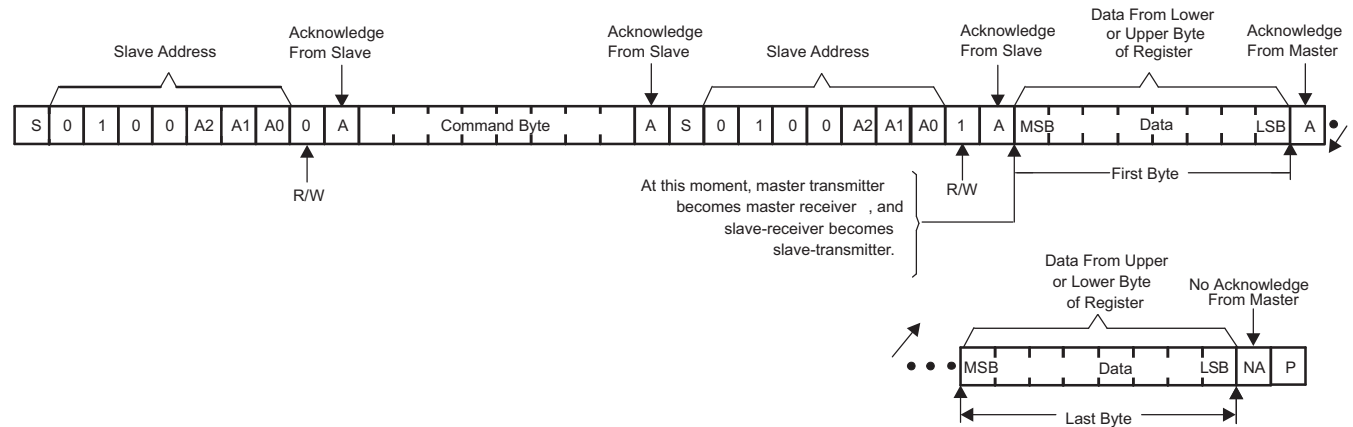 Slave Address
Acknowledge
From Slave
Acknowledge
From Slave
Slave Address
Acknowledge
From Slave
Data From Lower
or Upper Byte
of Register
Acknowledge
From Master
S 0 1 0 0 A2 A1 A0 0 A Command Byte A S 0 1 0 0 A2 A1 A0 1 A MSB Data LSB A
R/W
R/W
First Byte
At this moment, master transmitter
becomes master receiver , and
slave-receiver becomes
slave-transmitter.
Data From Upper
or Lower Byte
of Register
No Acknowledge
From Master
MSB Data LSB NA P
Last Byte